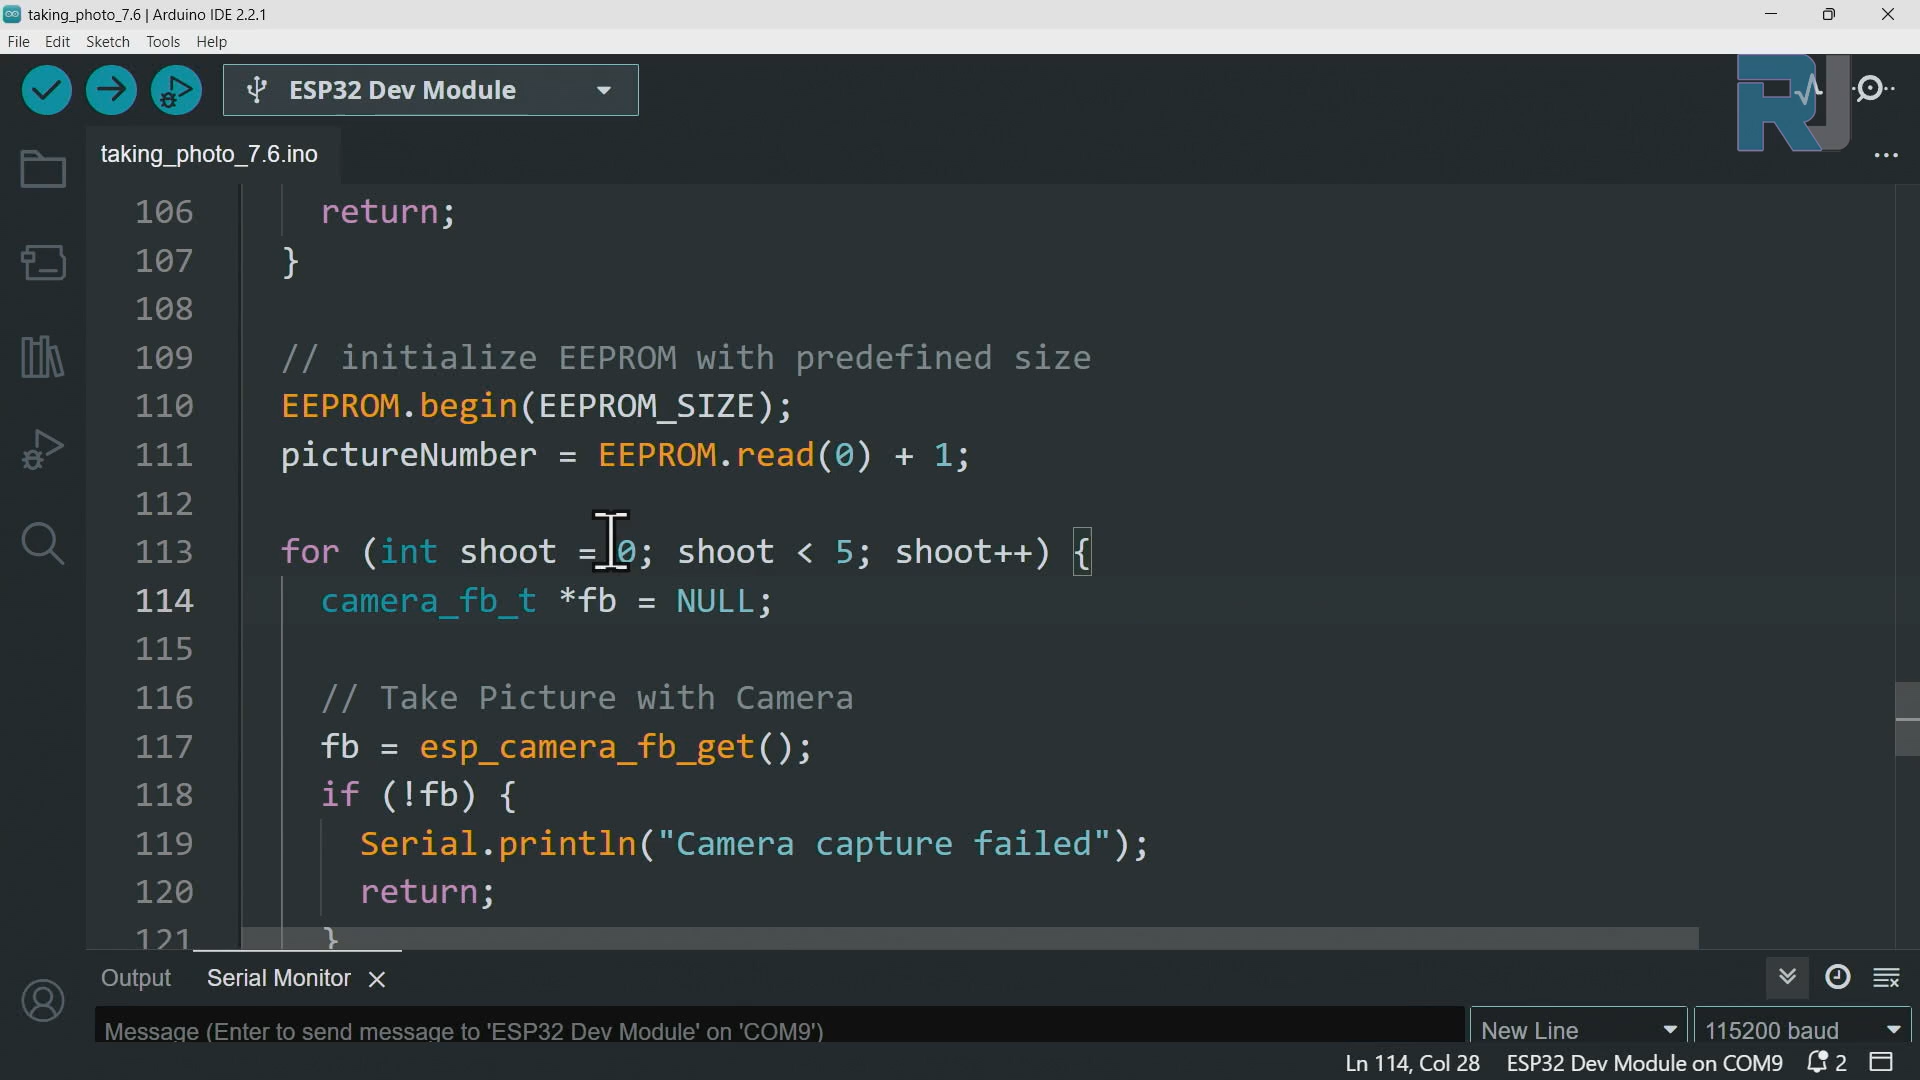 taking_photo_7.6 | Arduino IDE 2.2.1
File Edit Sketch Tools Help
ESP32 Dev Module
RJ
taking_photo_7.6.ino
106 return;
107 }
108
109 // initialize EEPROM with predefined size
110 EEPROM.begin(EEPROM_SIZE);
111 pictureNumber = EEPROM.read(0) + 1;
112
113 for (int shoot = 0; shoot < 5; shoot++) {
114 camera_fb_t *fb = NULL;
115
116 // Take Picture with Camera
117 fb = esp_camera_fb_get();
118 if (!fb) {
119 Serial.println("Camera capture failed");
120 return;
121 }
Output Serial Monitor
Message (Enter to send message to 'ESP32 Dev Module' on 'COM9')
New Line
115200 baud
Ln 114, Col 28 ESP32 Dev Module on COM9 2